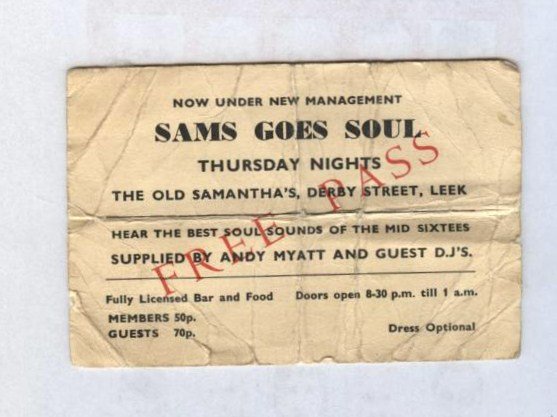 NOW UNDER NEW MANAGEMENT
SAMS GOES SOUL
THURSDAY NIGHTS
THE OLD SAMANTHA'S, DERBY STREET, LEEK
HEAR THE BEST SOUL SOUNDS OF THE MID SIXTEES
SUPPLIED BY ANDY MYATT AND GUEST D.J'S.
FREE PASS
Fully Licensed Bar and Food Doors open 8-30 p.m. till 1 a.m.
MEMBERS 50p.
GUESTS 70p. Dress Optional